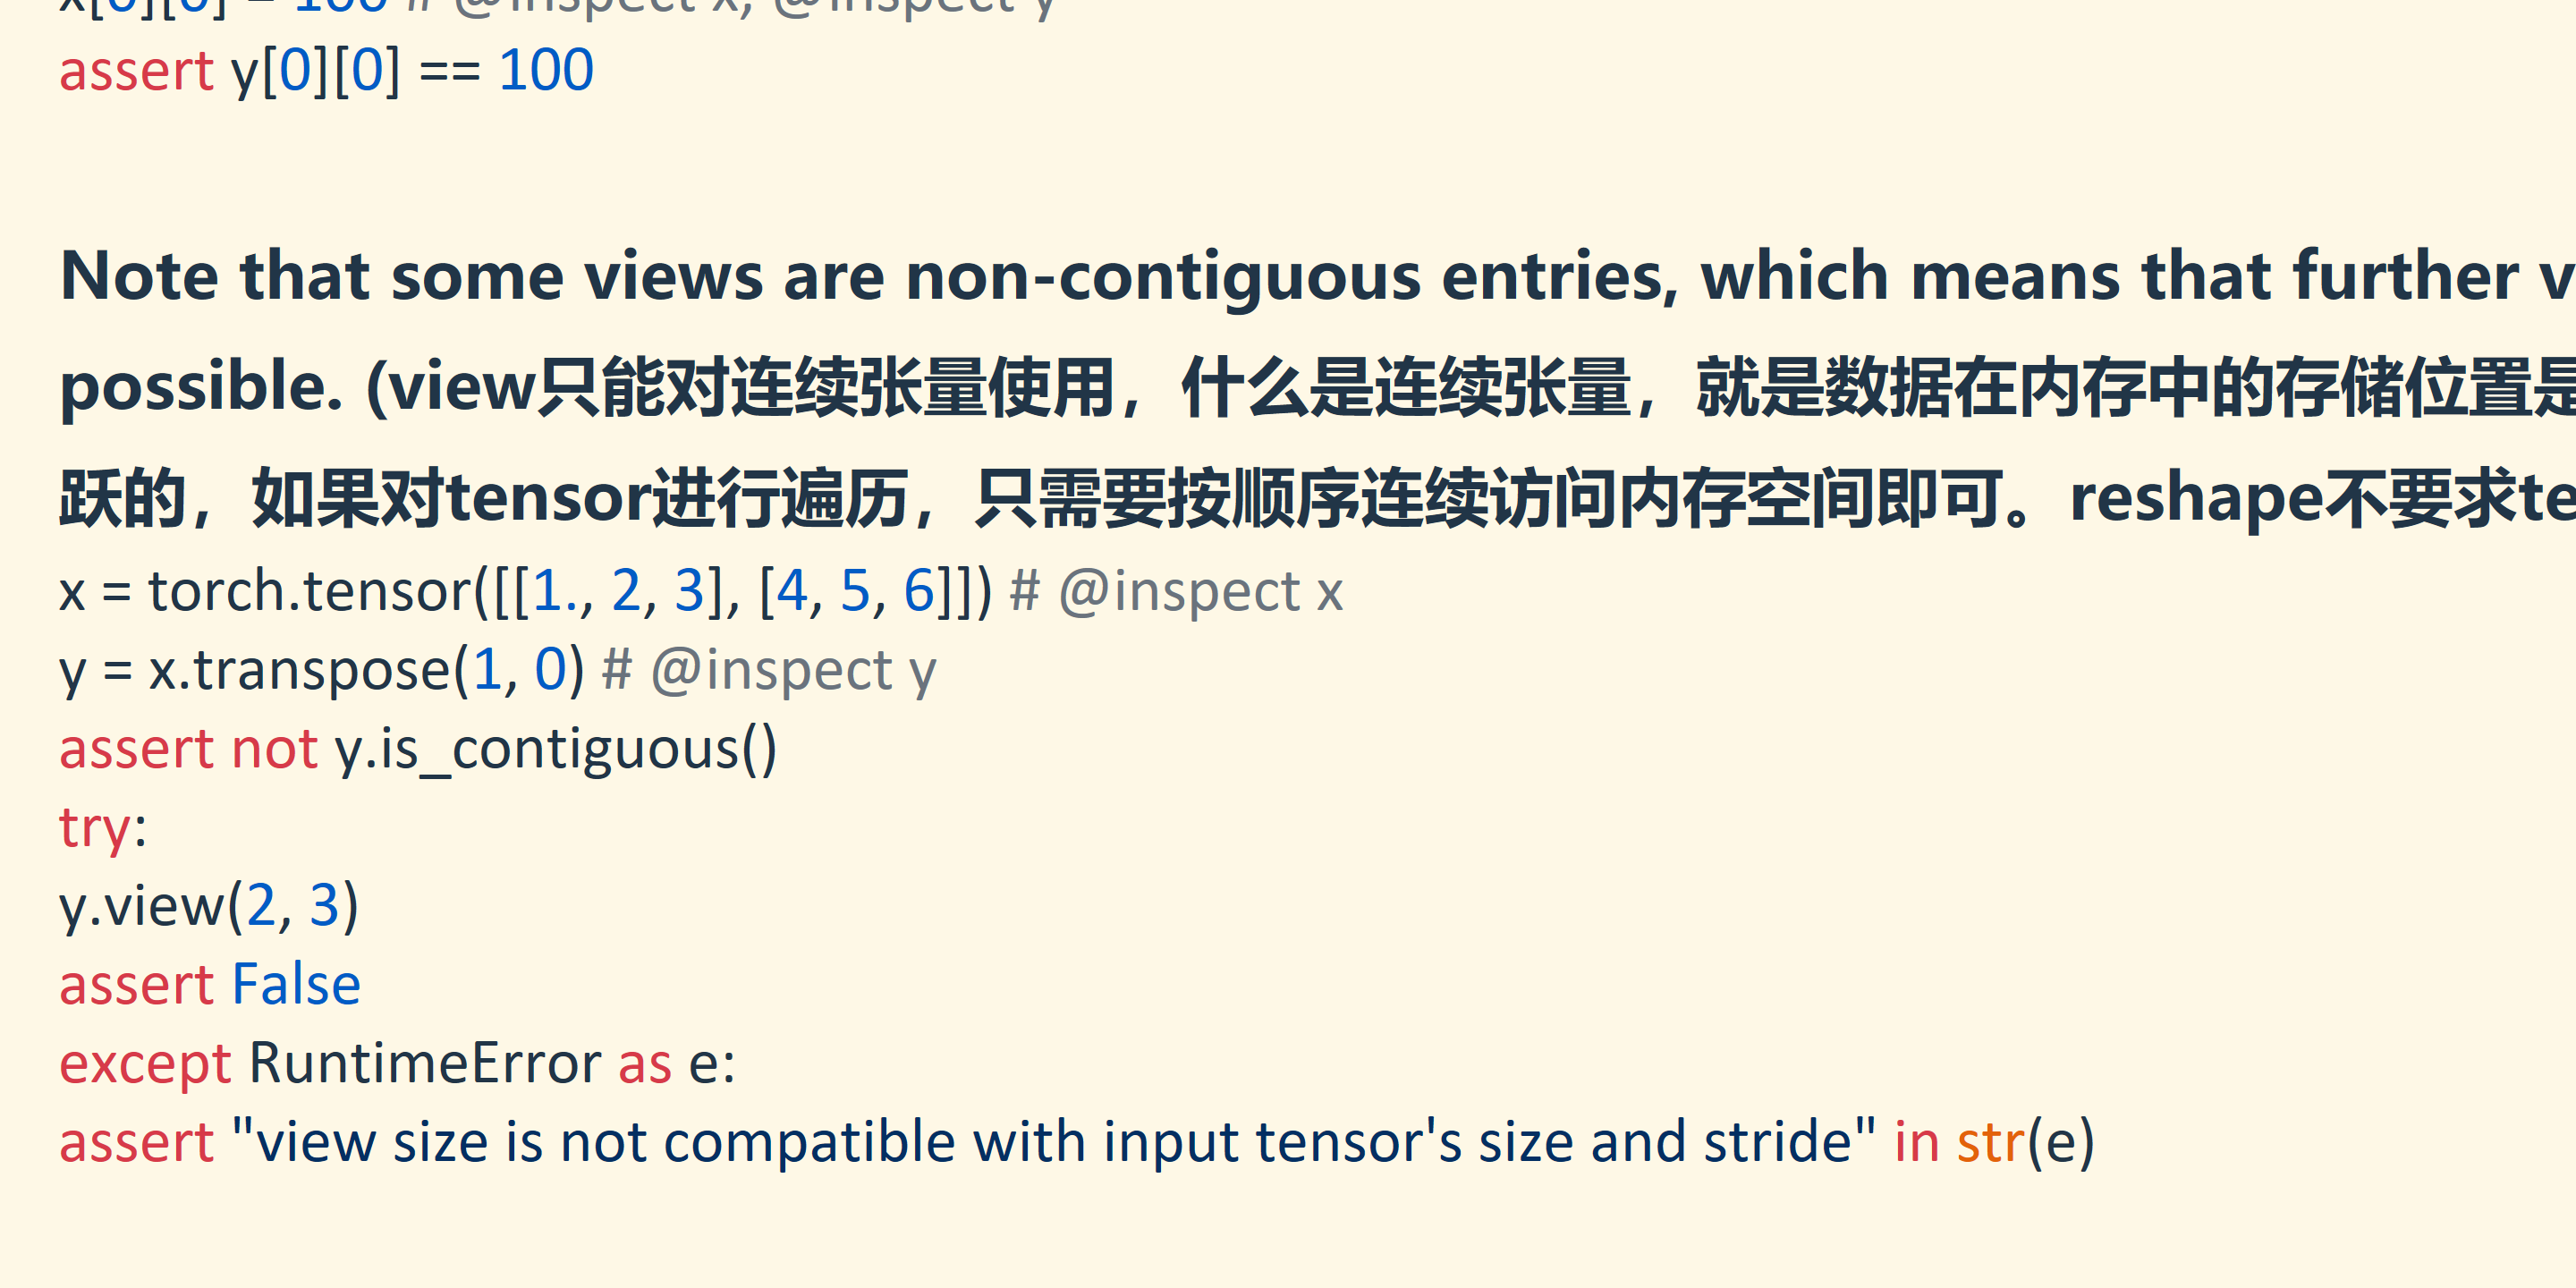 x[0][0] = 100 # @inspect x, @inspect y
assert y[0][0] == 100
Note that some views are non-contiguous entries, which means that further
possible. (view只能对连续张量使用，什么是连续张量，就是数据在内存中的存储位置是
跃的，如果对tensor进行遍历，只需要按顺序连续访问内存空间即可。reshape不要求te
x = torch.tensor([[1., 2, 3], [4, 5, 6]]) # @inspect x
y = x.transpose(1, 0) # @inspect y
assert not y.is_contiguous()
try:
y.view(2, 3)
assert False
except RuntimeError as e:
assert "view size is not compatible with input tensor's size and stride" in str(e)